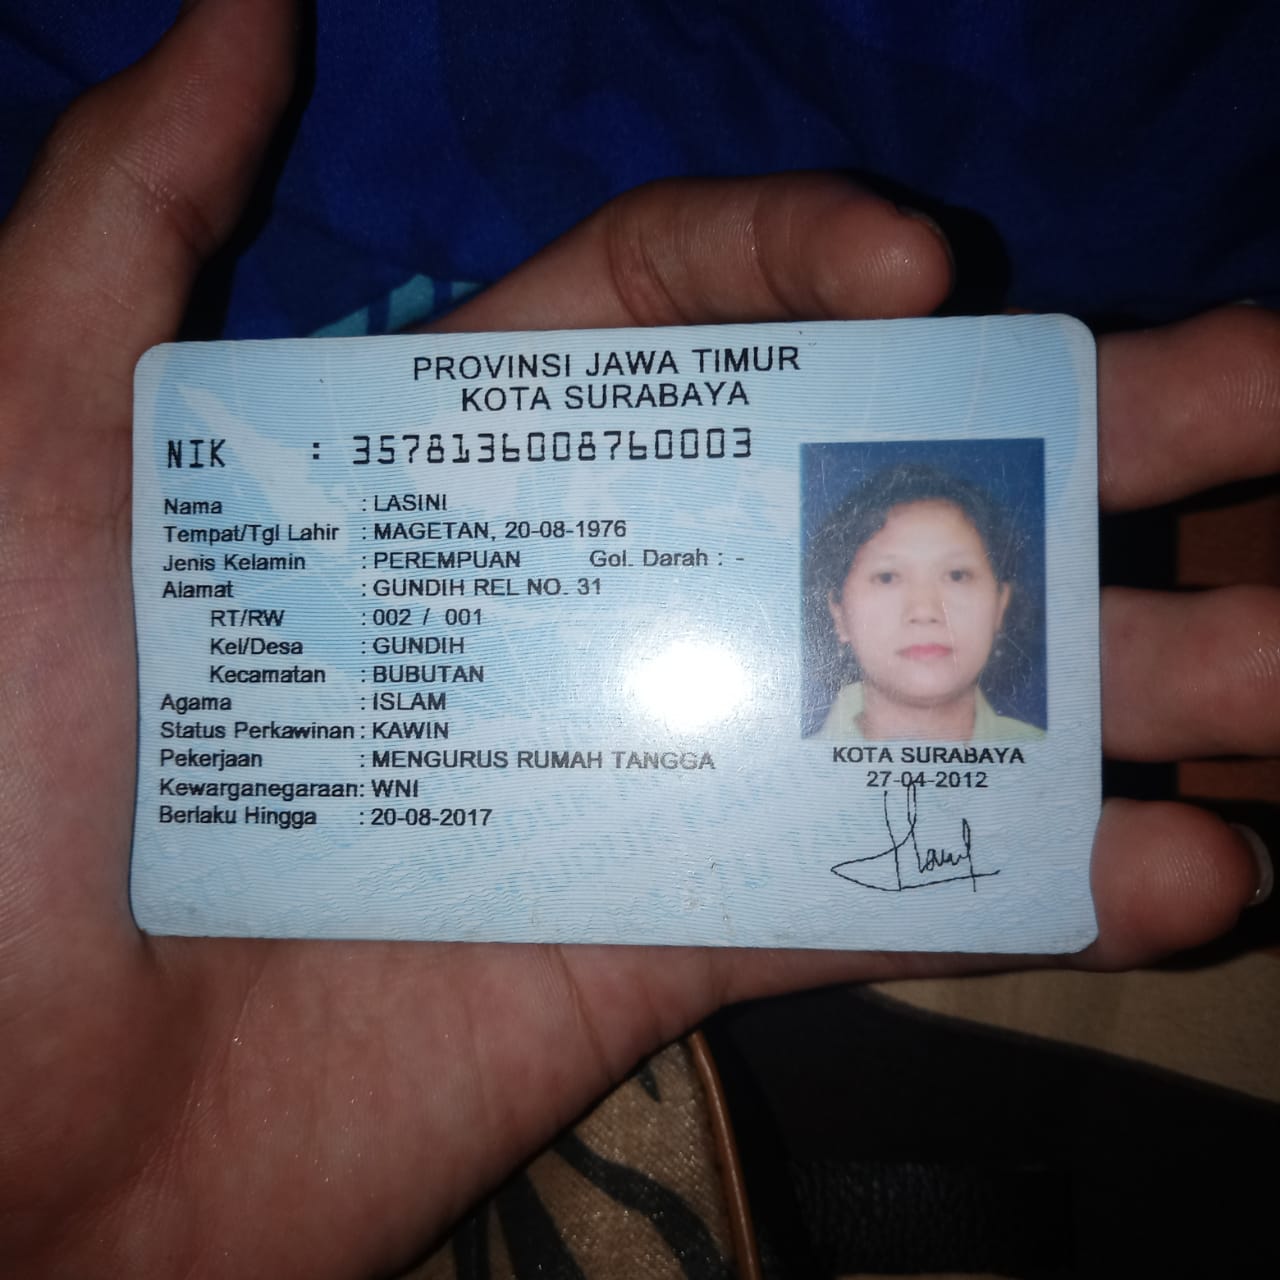 PROVINSI JAWA TIMUR
KOTA SURABAYA
NIK : 3578136008760003
Nama : LASINI
Tempat/Tgl Lahir : MAGETAN, 20-08-1976
Jenis Kelamin : PEREMPUAN Gol. Darah : -
Alamat : GUNDIH REL NO. 31
RT/RW : 002 / 001
Kel/Desa : GUNDIH
Kecamatan : BUBUTAN
Agama : ISLAM
Status Perkawinan : KAWIN
Pekerjaan : MENGURUS RUMAH TANGGA
Kewarganegaraan: WNI
Berlaku Hingga : 20-08-2017
KOTA SURABAYA
27-04-2012